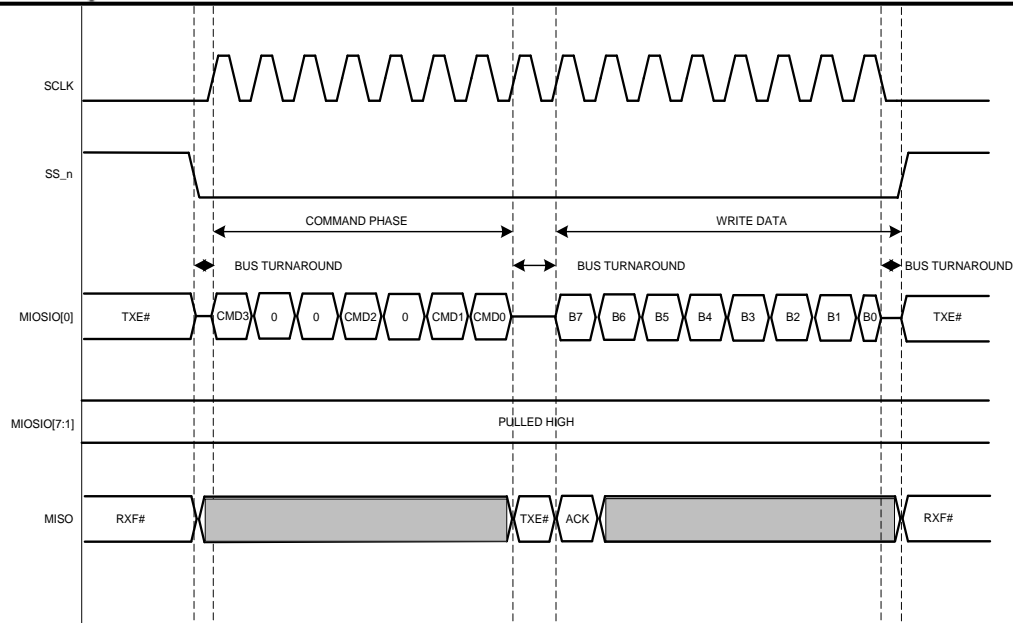 SCLK
SS_n
COMMAND PHASE WRITE DATA
BUS TURNAROUND BUS TURNAROUND BUS TURNAROUND
MIOSIO[0] TXE# CMD3 0 0 CMD2 0 CMD1 CMD0 B7 B6 B5 B4 B3 B2 B1 B0 TXE#
MIOSIO[7:1] PULLED HIGH
MISO RXF# TXE# ACK RXF#